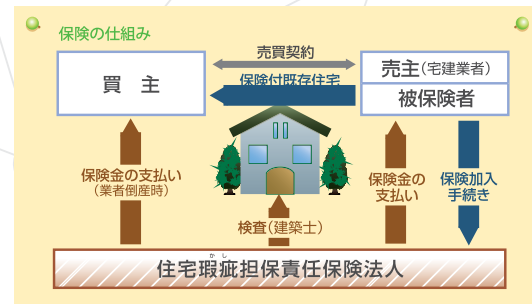 保険の仕組み
売買契約
買 主
売主(宅建業者)
保険付既存住宅
被保険者
保険金の支払い
(業者倒産時)
保険金の
支払い
保険加入
手続き
検査(建築士)
かし
住宅瑕疵担保責任保険法人